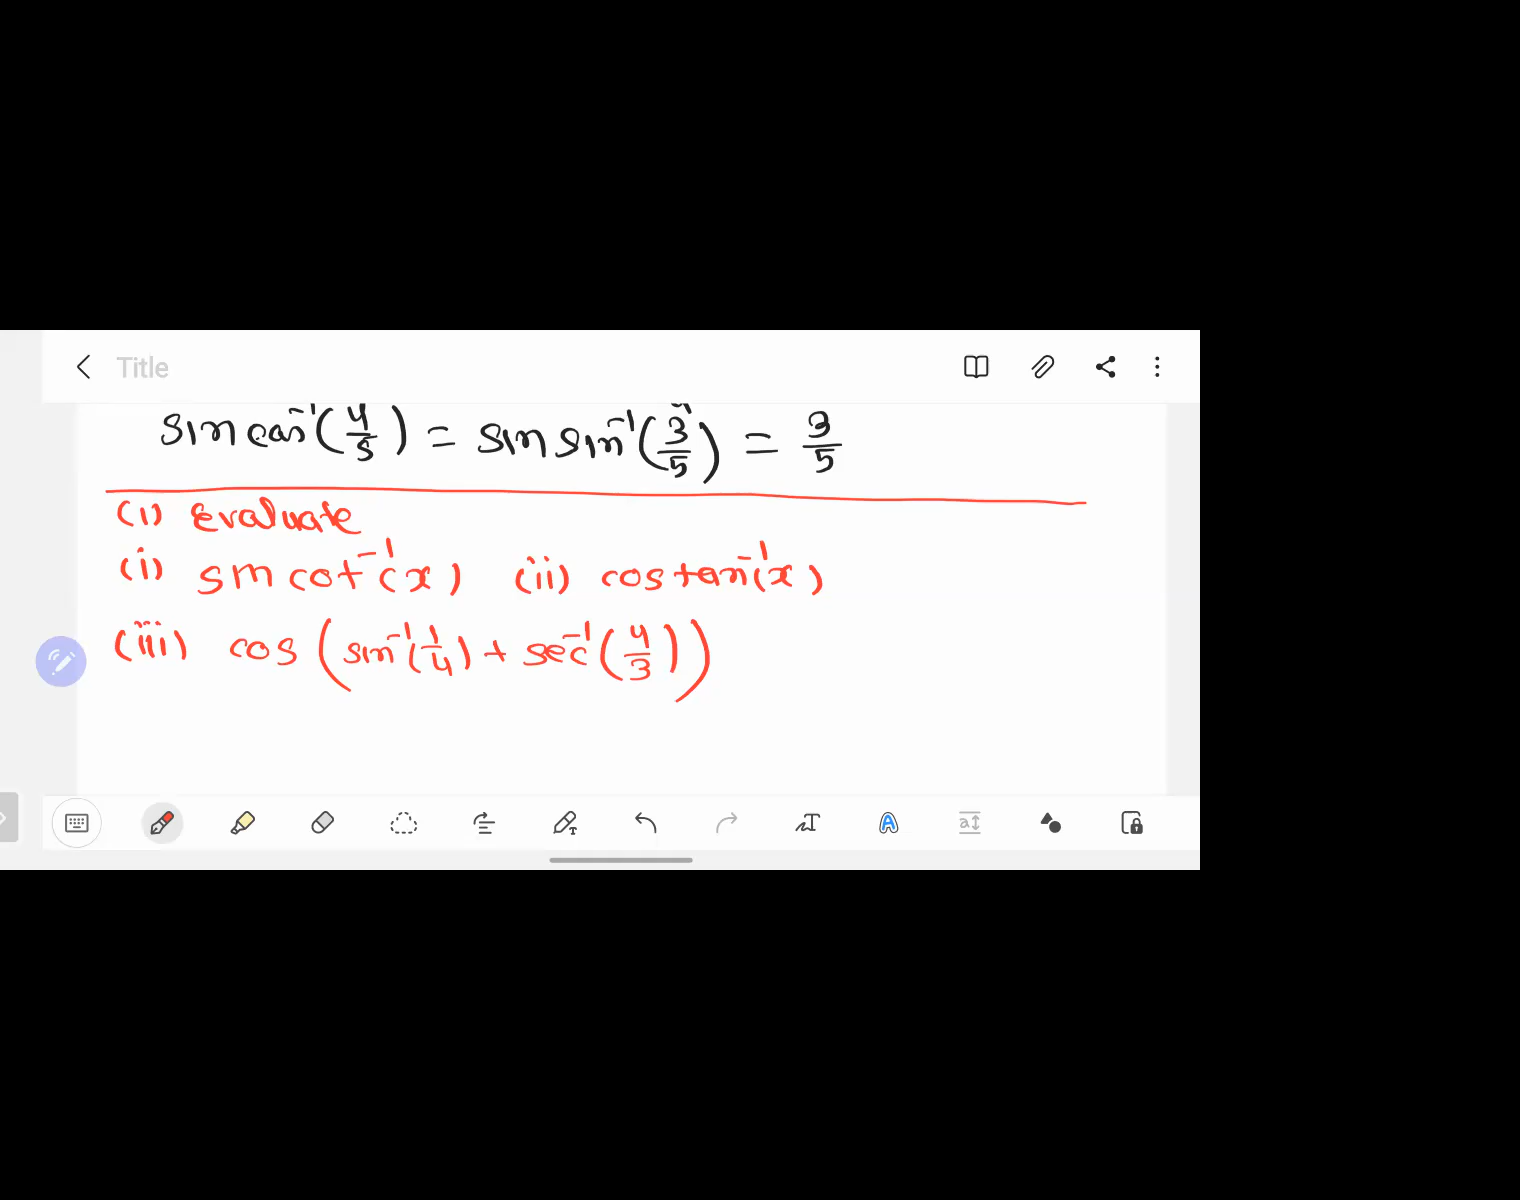 Title
sin cos⁻¹(4/5) = sin sin⁻¹(3/5) = 3/5
(1) Evaluate
(i) sin cot⁻¹(x) (ii) cos tan⁻¹(x)
(iii) cos (sin⁻¹(1/4) + sec⁻¹(4/3))